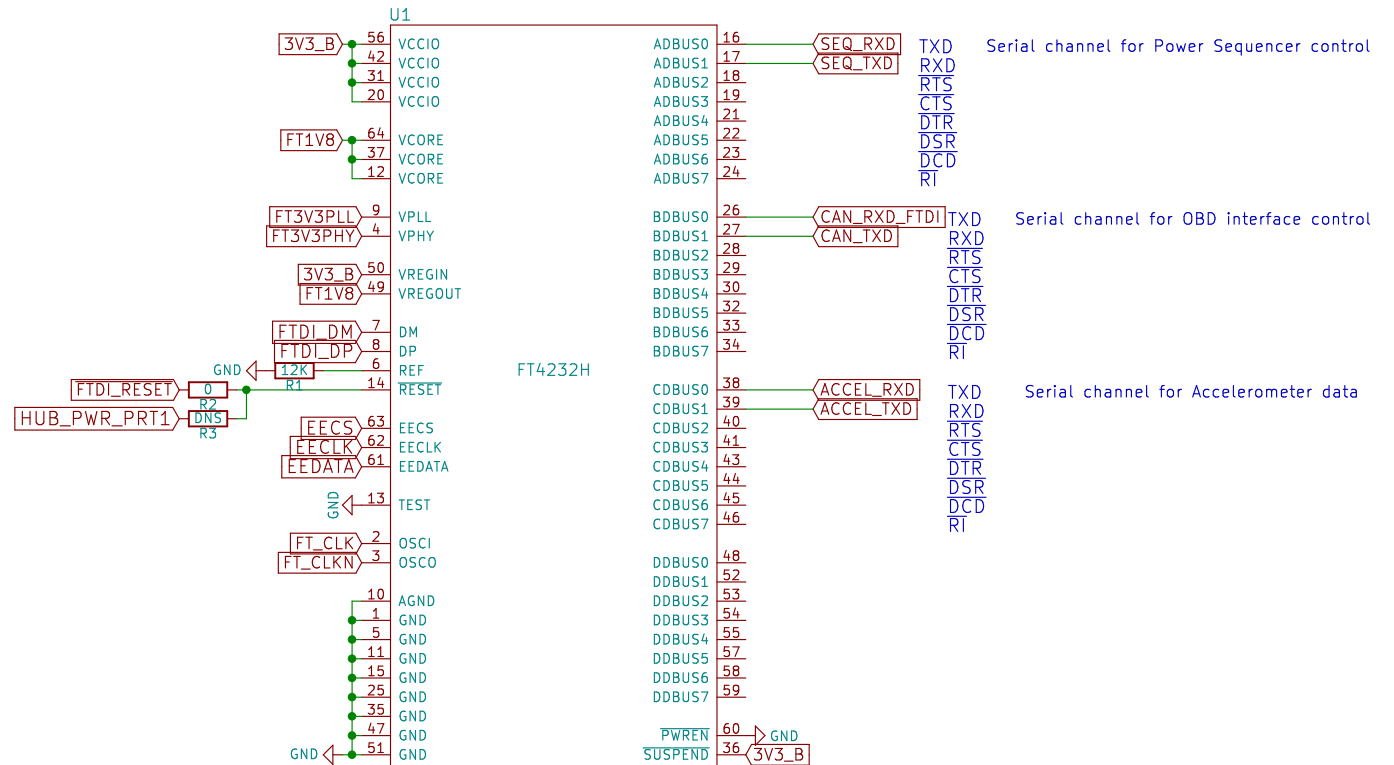 U1
3V3_B 56 VCCIO ADBUS0 16 SEQ_RXD TXD Serial channel for Power Sequencer control
42 VCCIO ADBUS1 17 SEQ_TXD RXD
31 VCCIO ADBUS2 18 RTS
20 VCCIO ADBUS3 19 CTS
ADBUS4 21 DTR
FT1V8 64 VCORE ADBUS5 22 DSR
37 VCORE ADBUS6 23 DCD
12 VCORE ADBUS7 24 RI
FT3V3PLL 9 VPLL BDBUS0 26 CAN_RXD_FTDI TXD Serial channel for OBD interface control
FT3V3PHY 4 VPHY BDBUS1 27 CAN_TXD RXD
BDBUS2 28 RTS
3V3_B 50 VREGIN BDBUS3 29 CTS
FT1V8 49 VREGOUT BDBUS4 30 DTR
BDBUS5 32 DSR
FTDI_DM 7 DM BDBUS6 33 DCD
FTDI_DP 8 DP BDBUS7 34 RI
GND 12K 6 REF FT4232H
R1
FTDI_RESET 0 14 RESET CDBUS0 38 ACCEL_RXD TXD Serial channel for Accelerometer data
R2
CDBUS1 39 ACCEL_TXD RXD
HUB_PWR_PRT1 DNS
R3
EECS 63 EECS CDBUS2 40 RTS
EECLK 62 EECLK CDBUS3 41 CTS
EEDATA 61 EEDATA CDBUS4 43 DTR
CDBUS5 44 DSR
GND 13 TEST CDBUS6 45 DCD
CDBUS7 46 RI
FT_CLK 2 OSCI
FT_CLKN 3 OSCO DDBUS0 48
DDBUS1 52
10 AGND DDBUS2 53
1 GND DDBUS3 54
5 GND DDBUS4 55
11 GND DDBUS5 57
15 GND DDBUS6 58
25 GND DDBUS7 59
35 GND
47 GND PWREN 60 GND
GND 51 GND SUSPEND 36 3V3_B